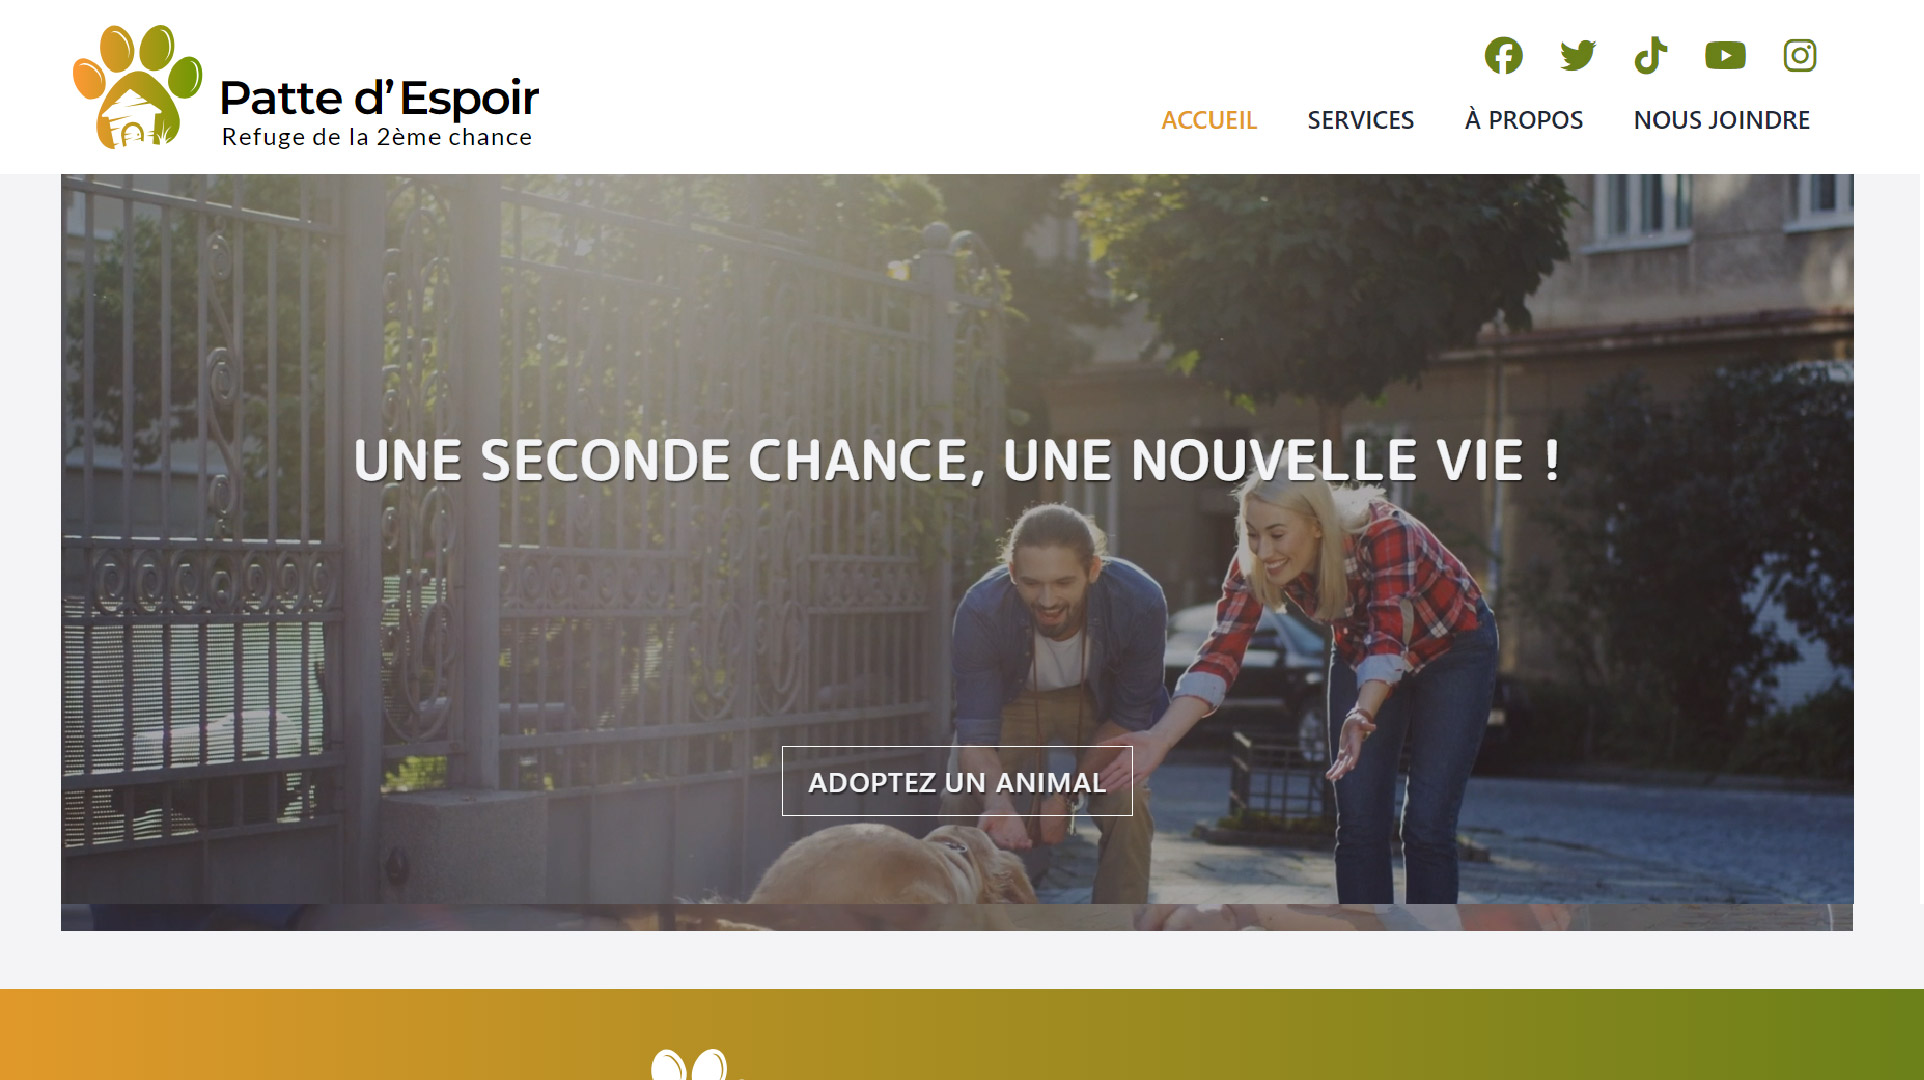 Patte d’Espoir
Refuge de la 2ème chance
ACCUEIL SERVICES À PROPOS NOUS JOINDRE
UNE SECONDE CHANCE, UNE NOUVELLE VIE !
ADOPTEZ UN ANIMAL